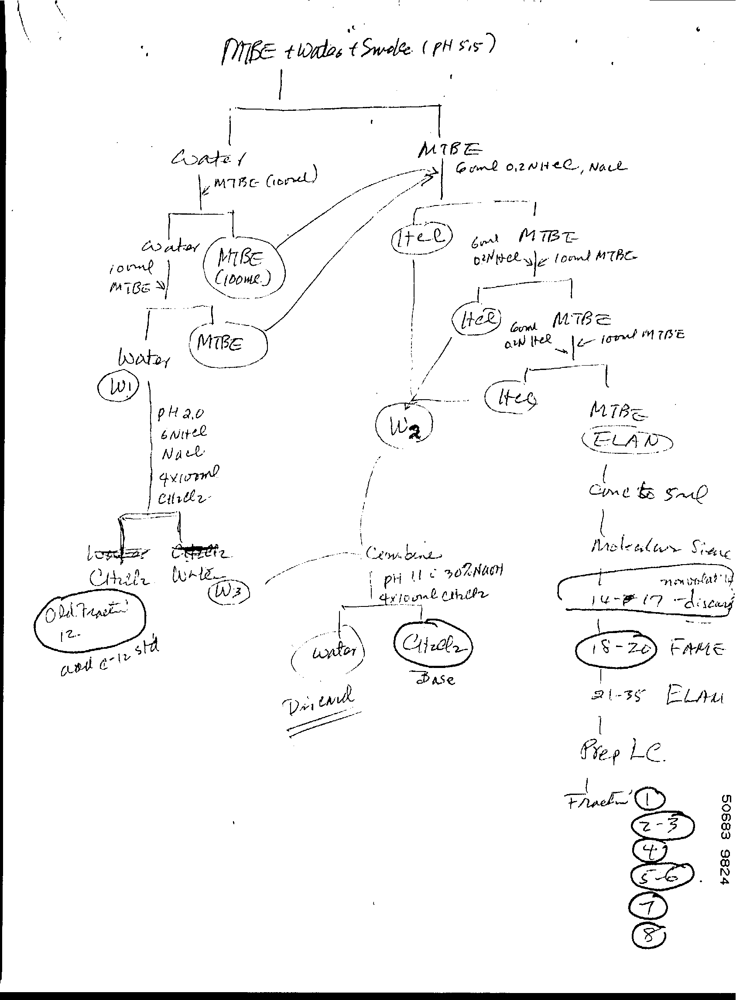 MTBE + Water + Smoke (pH 5.5)
Water
MTBE (100ml)
MTBE
60ml 0.2N HCl, NaCl
Water
MTBE
(100ml)
100ml
MTBE
HCl
MTBE
60ml
0.2N HCl
100ml MTBE
Water
W1
MTBE
HCl
MTBE
60ml
0.2N HCl
100ml MTBE
HCl
W2
MTBE
ELAN
pH 2.0
6N HCl
NaCl
4x100ml
CH2Cl2
Conc to 5ml
Water
CH2Cl2
CH2Cl2
Water
W3
Combine
pH 11 c 30% NaOH
4x100ml CH2Cl2
Molecular Sieve
nonvolatile
14-17 - discard
Old Fraction
12.
add C-12 std
Water
Discard
CH2Cl2
Base
18-20 FAME
21-35 ELAN
Prep LC.
Fraction 1
2-3
4
5-6
7
8
50683 9824